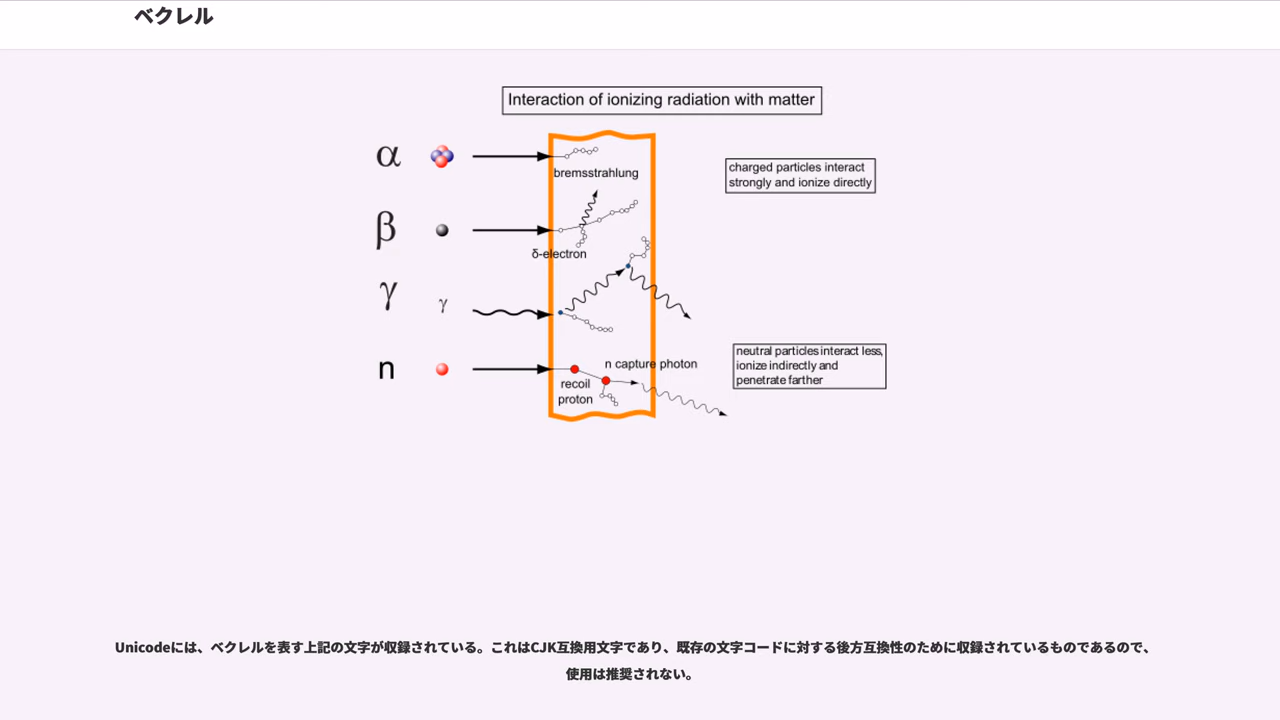 ベクレル
Interaction of ionizing radiation with matter
α
bremsstrahlung
charged particles interact
strongly and ionize directly
β
δ-electron
γ
γ
n
n capture photon
recoil
proton
neutral particles interact less,
ionize indirectly and
penetrate farther
Unicodeには、ベクレルを表す上記の文字が収録されている。これはCJK互換用文字であり、既存の文字コードに対する後方互換性のために収録されているものであるので、
使用は推奨されない。